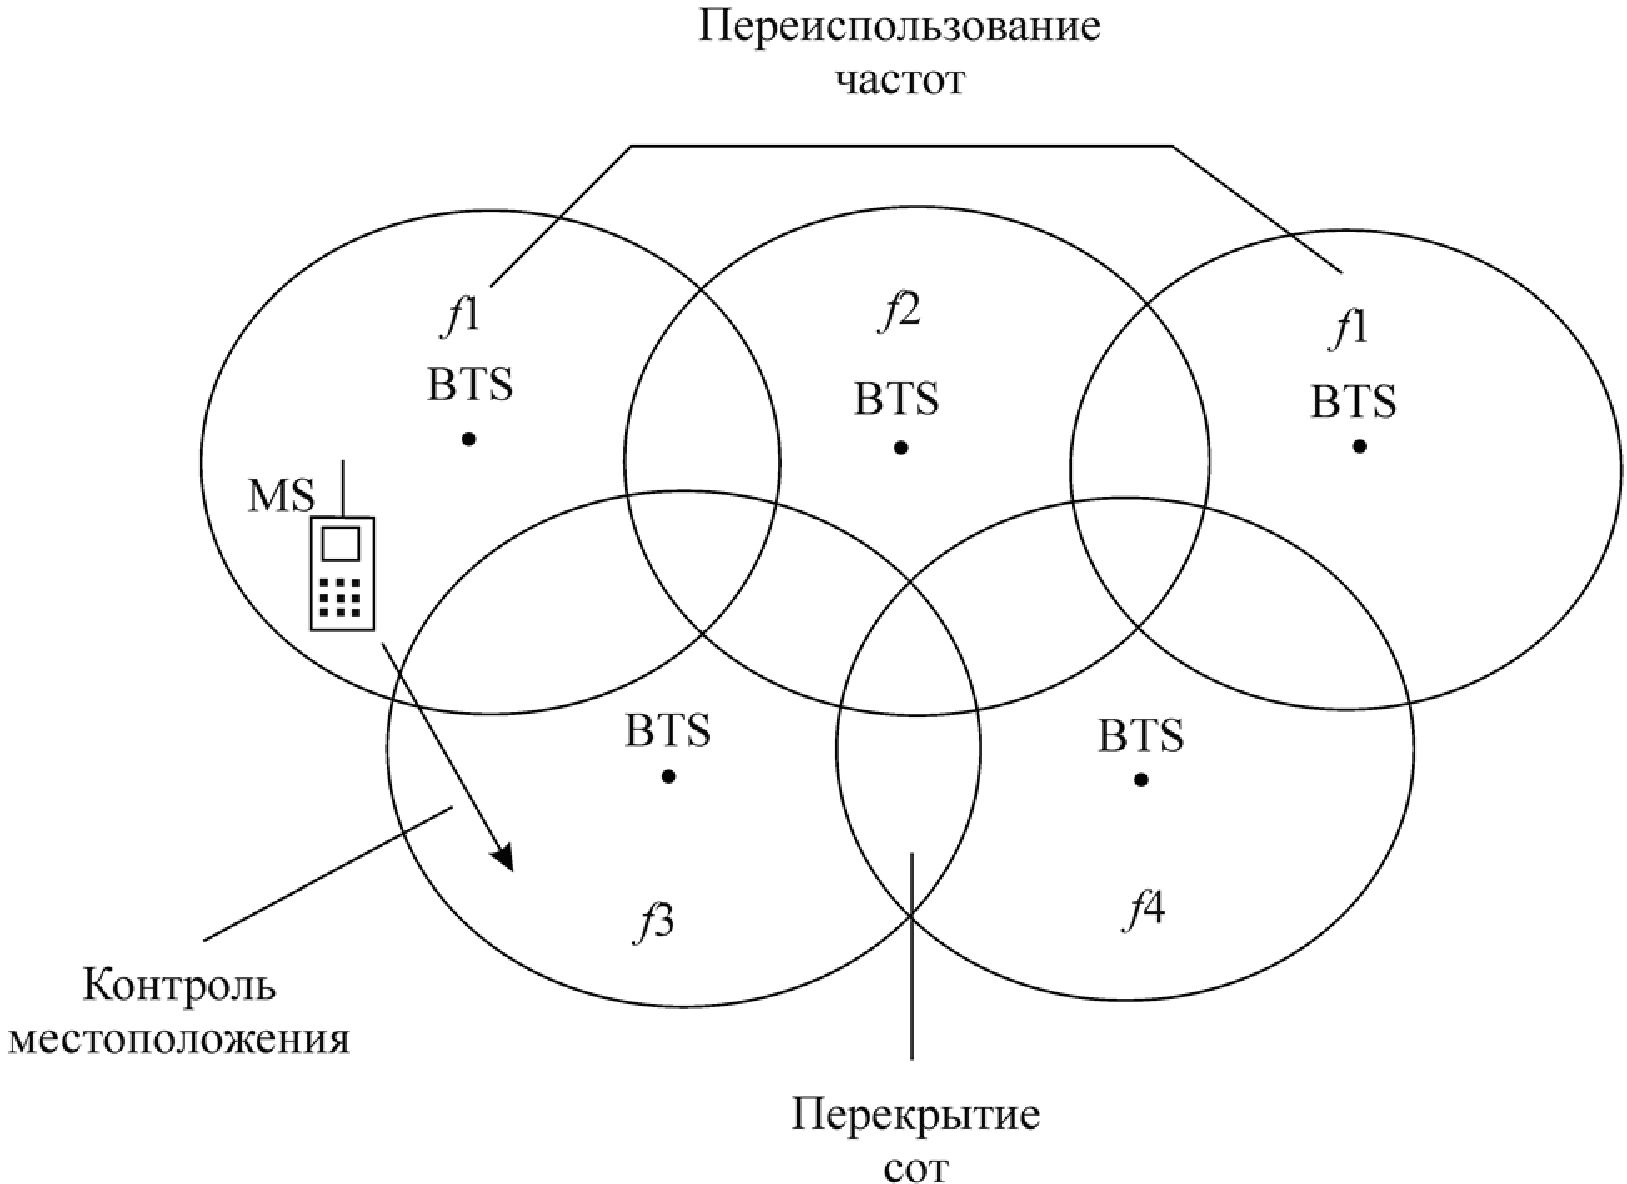 Переиспользование
частот
f1
f2
f1
BTS
BTS
BTS
MS
BTS
BTS
f3
f4
Контроль
местоположения
Перекрытие
сот